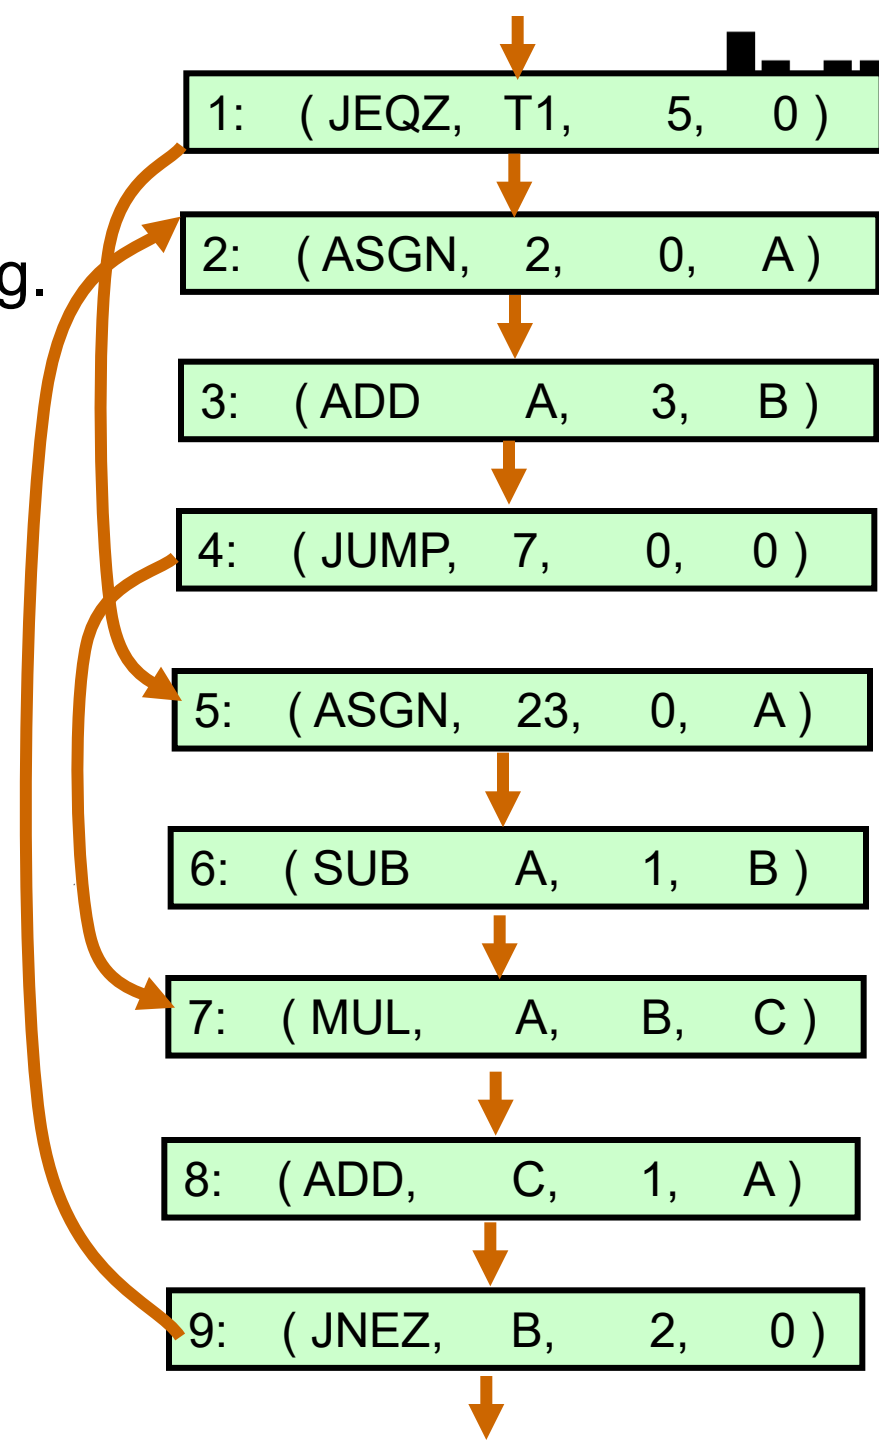 1: ( JEQZ, T1, 5, 0 )
2: ( ASGN, 2, 0, A )
g.
3: ( ADD A, 3, B )
4: ( JUMP, 7, 0, 0 )
5: ( ASGN, 23, 0, A )
6: ( SUB A, 1, B )
7: ( MUL, A, B, C )
8: ( ADD, C, 1, A )
9: ( JNEZ, B, 2, 0 )